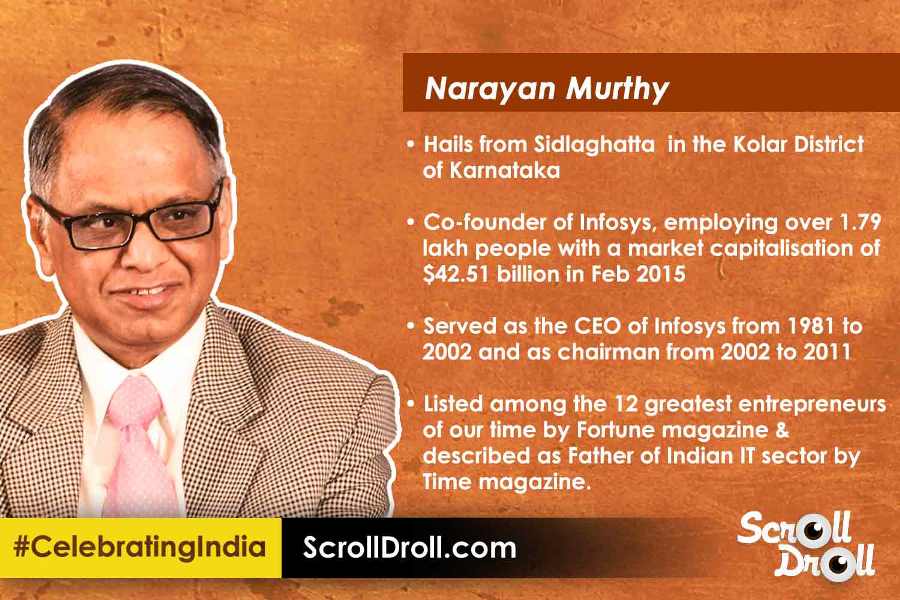 Narayan Murthy
• Hails from Sidlaghatta in the Kolar District
of Karnataka
• Co-founder of Infosys, employing over 1.79
lakh people with a market capitalisation of
$42.51 billion in Feb 2015
• Served as the CEO of Infosys from 1981 to
2002 and as chairman from 2002 to 2011
• Listed among the 12 greatest entrepreneurs
of our time by Fortune magazine &
described as Father of Indian IT sector by
Time magazine.
#CelebratingIndia
ScrollDroll.com
Scroll
Droll